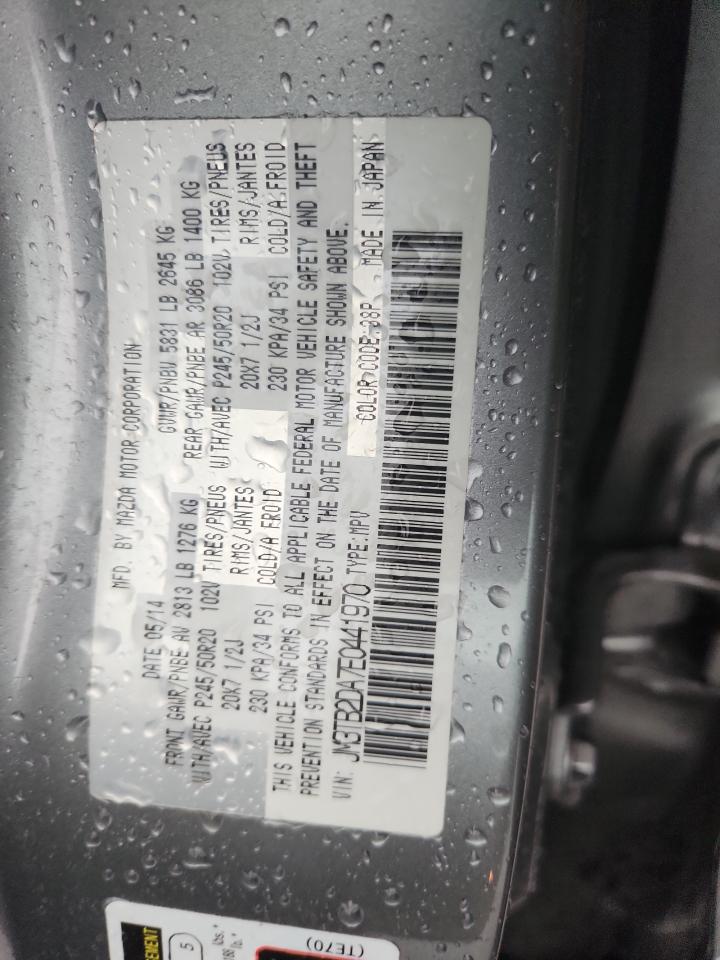 MFD. BY MAZDA MOTOR CORPORATION
DATE 05/14 GVWR/PNBV 5831 LB 2645 KG
FRONT GAWR/PNBE AV 2813 LB 1276 KG REAR GAWR/PNBE AR 3086 LB 1400 KG
WITH/AVEC P245/50R20 102V TIRES/PNEUS WITH/AVEC P245/50R20 102V TIRES/PNEUS
20X7 1/2J RIMS/JANTES 20X7 1/2J RIMS/JANTES
230 KPA/34 PSI COLD/A FROID 230 KPA/34 PSI COLD/A FROID
THIS VEHICLE CONFORMS TO ALL APPLICABLE FEDERAL MOTOR VEHICLE SAFETY AND THEFT
PREVENTION STANDARDS IN EFFECT ON THE DATE OF MANUFACTURE SHOWN ABOVE.
VIN: JM3TB2DA7E0441970 TYPE:MPV COLOR CODE:38P MADE IN JAPAN
5
lbs.*
lb.*
(TE70)